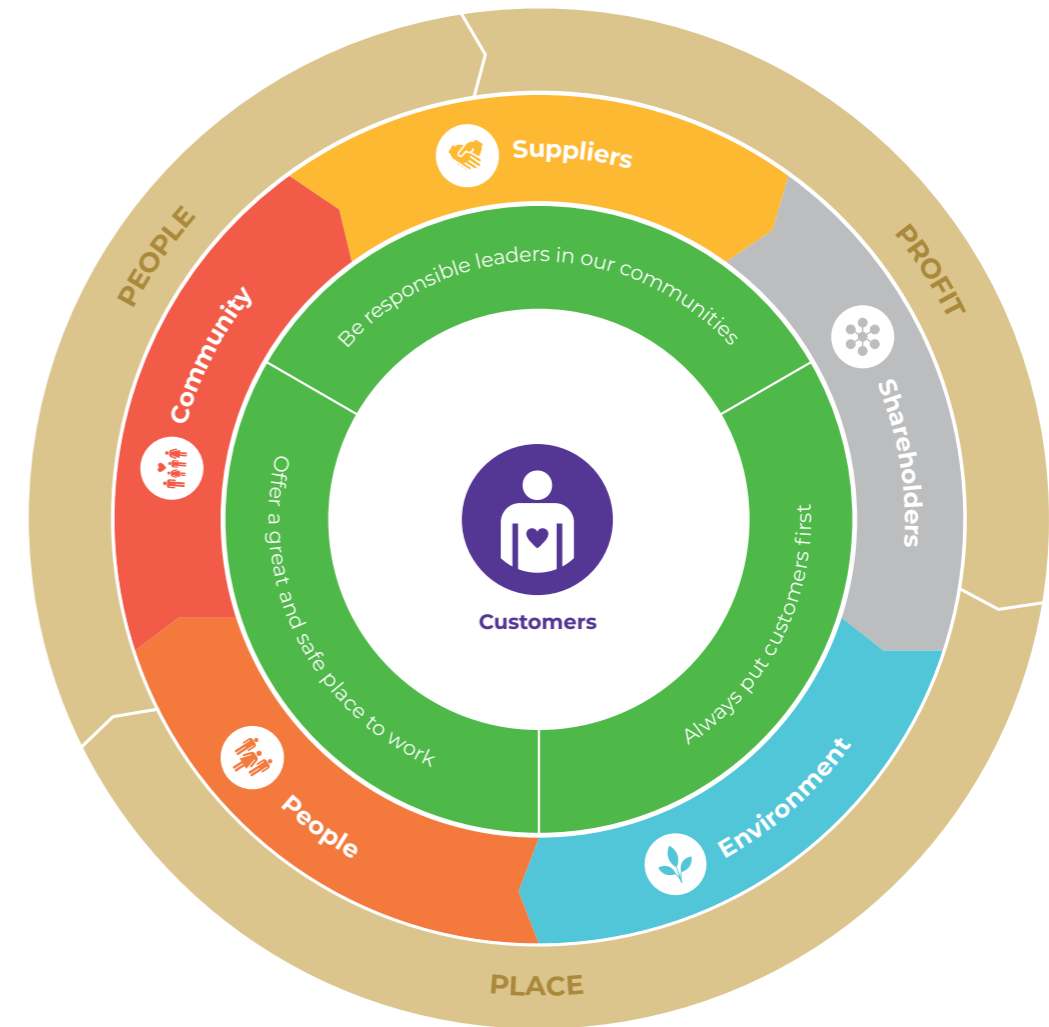 PEOPLE
PROFIT
PLACE
Suppliers
Shareholders
Environment
People
Community
Be responsible leaders in our communities
Always put customers first
Offer a great and safe place to work
Customers